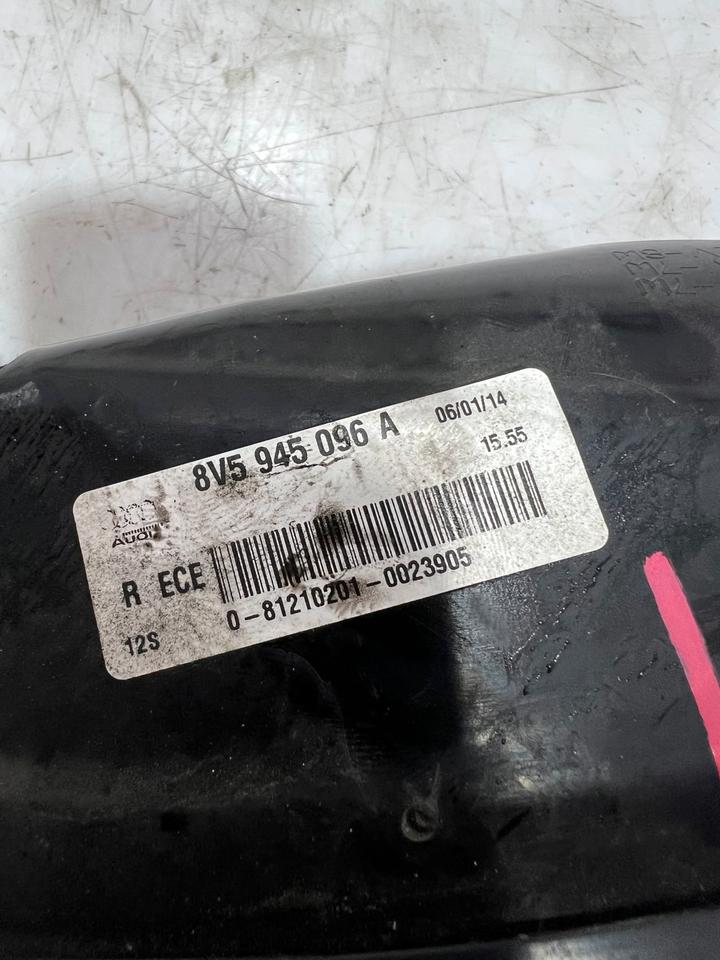 8V5 945 096 A 06/01/14
15.55
AUDI
R ECE
0-81210201-0023905
12S